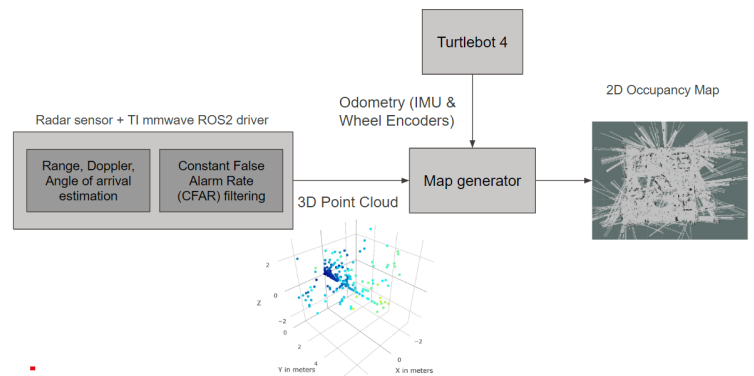 Turtlebot 4
Radar sensor + TI mmwave ROS2 driver
Range, Doppler,
Angle of arrival
estimation
Constant False
Alarm Rate
(CFAR) filtering
Odometry (IMU &
Wheel Encoders)
Map generator
2D Occupancy Map
3D Point Cloud
2
0
−2
Z
0
2
4
Y in meters
−2
0
X in meters